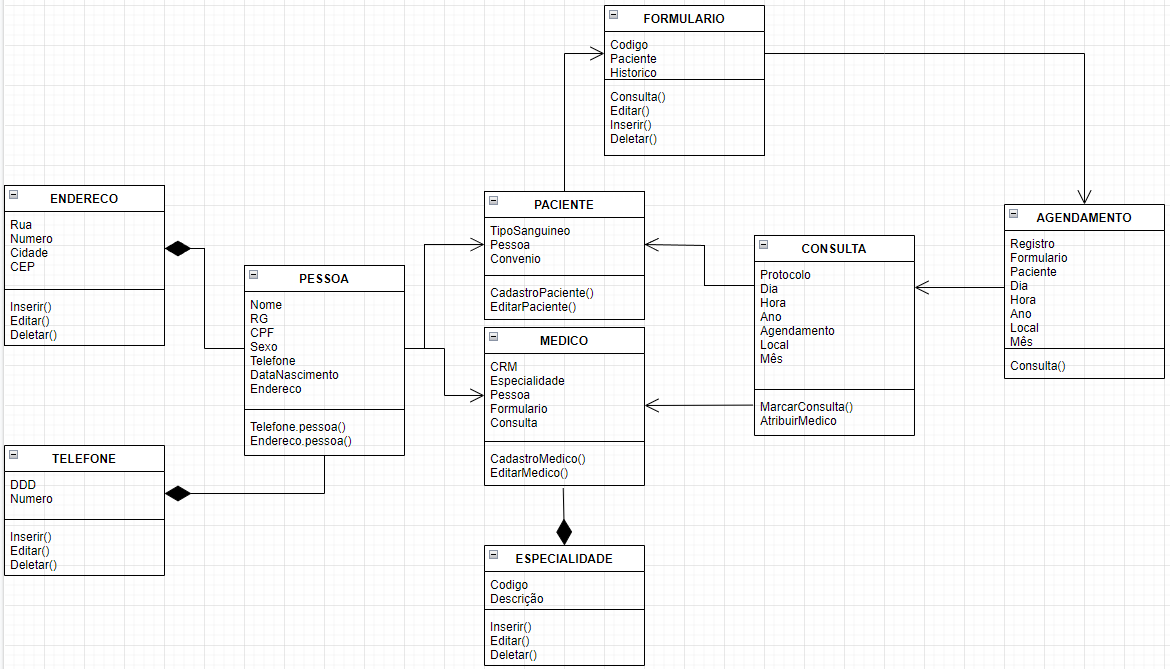 FORMULARIO
Codigo
Paciente
Historico
Consulta()
Editar()
Inserir()
Deletar()
ENDERECO
Rua
Numero
Cidade
CEP
Inserir()
Editar()
Deletar()
PESSOA
Nome
RG
CPF
Sexo
Telefone
DataNascimento
Endereco
Telefone.pessoa()
Endereco.pessoa()
TELEFONE
DDD
Numero
Inserir()
Editar()
Deletar()
PACIENTE
TipoSanguineo
Pessoa
Convenio
CadastroPaciente()
EditarPaciente()
MEDICO
CRM
Especialidade
Pessoa
Formulario
Consulta
CadastroMedico()
EditarMedico()
ESPECIALIDADE
Codigo
Descrição
Inserir()
Editar()
Deletar()
CONSULTA
Protocolo
Dia
Hora
Ano
Agendamento
Local
Mês
MarcarConsulta()
AtribuirMedico
AGENDAMENTO
Registro
Formulario
Paciente
Dia
Hora
Ano
Local
Mês
Consulta()